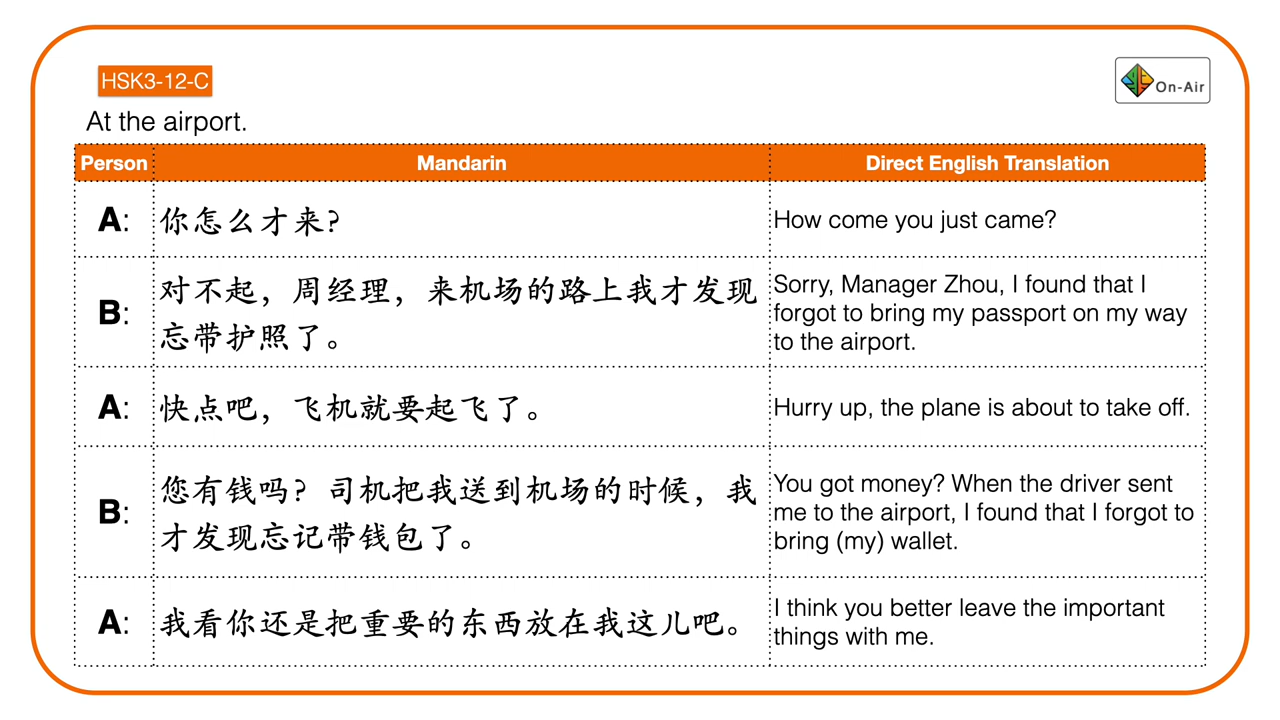 HSK3-12-C
On-Air
At the airport.
Person Mandarin Direct English Translation
A: 你怎么才来? How come you just came?
B: 对不起，周经理，来机场的路上我才发现
忘带护照了。
Sorry, Manager Zhou, I found that I
forgot to bring my passport on my way
to the airport.
A: 快点吧，飞机就要起飞了。 Hurry up, the plane is about to take off.
B: 您有钱吗？司机把我送到机场的时候，我
才发现忘记带钱包了。
You got money? When the driver sent
me to the airport, I found that I forgot to
bring (my) wallet.
A: 我看你还是把重要的东西放在我这儿吧。
I think you better leave the important
things with me.